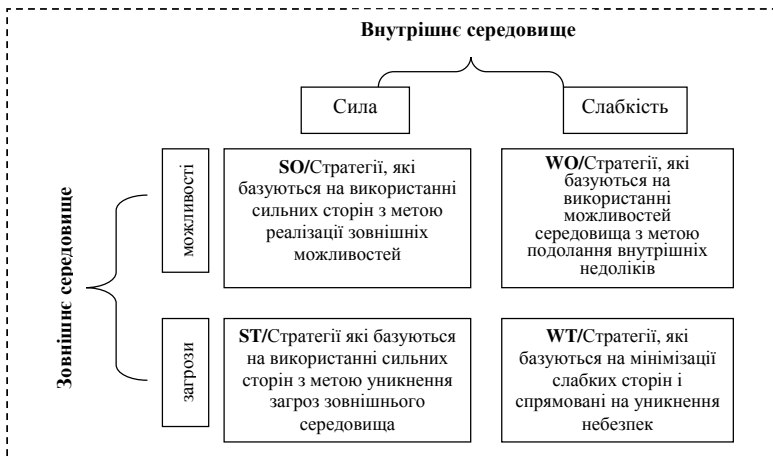 Внутрішнє середовище
Сила
Слабкість
Зовнішнє середовище
можливості
SO/Стратегії, які
базуються на використанні
сильних сторін з метою
реалізації зовнішніх
можливостей
WO/Стратегії, які
базуються на
використанні
можливостей
середовища з метою
подолання внутрішніх
недоліків
загрози
ST/Стратегії які базуються
на використанні сильних
сторін з метою уникнення
загроз зовнішнього
середовища
WT/Стратегії, які
базуються на мінімізації
слабких сторін і
спрямовані на уникнення
небезпек